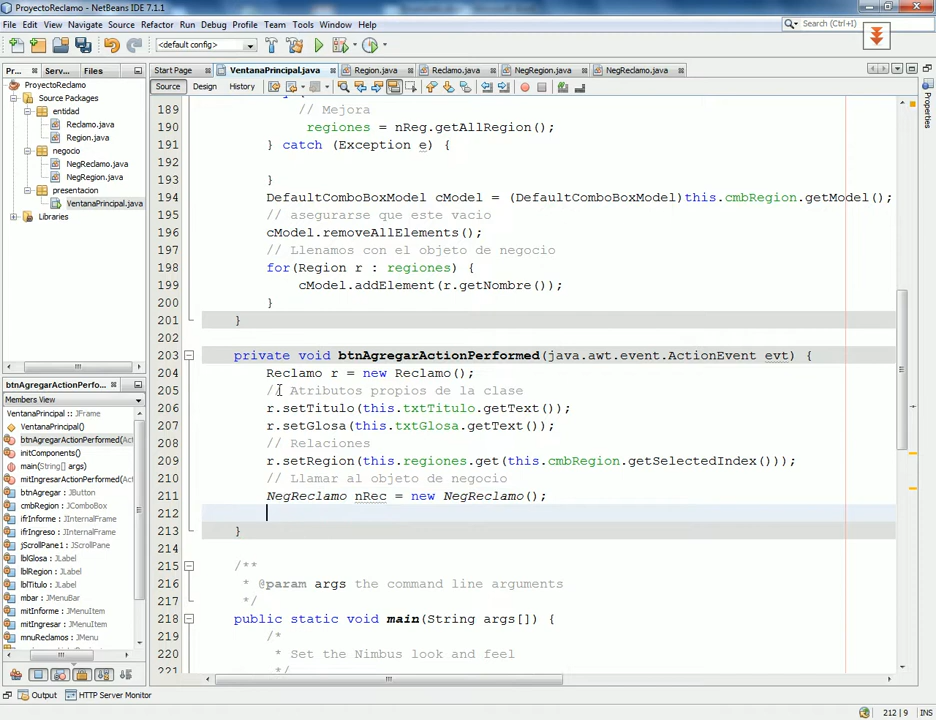 ProyectoReclamo - NetBeans IDE 7.1.1
File Edit View Navigate Source Refactor Run Debug Profile Team Tools Window Help
<default config>
Search (Ctrl+I)
Pr... Serv... Files
Start Page VentanaPrincipal.java Region.java Reclamo.java NegRegion.java NegReclamo.java
Source Design History
ProyectoReclamo
Source Packages
entidad
Reclamo.java
Region.java
negocio
NegReclamo.java
NegRegion.java
presentacion
VentanaPrincipal.java
Libraries
189 // Mejora
190 regiones = nReg.getAllRegion();
191 } catch (Exception e) {
192
193 }
194 DefaultComboBoxModel cModel = (DefaultComboBoxModel)this.cmbRegion.getModel();
195 // asegurarse que este vacio
196 cModel.removeAllElements();
197 // Llenamos con el objeto de negocio
198 for(Region r : regiones) {
199 cModel.addElement(r.getNombre());
200 }
201 }
202
203 private void btnAgregarActionPerformed(java.awt.event.ActionEvent evt) {
204 Reclamo r = new Reclamo();
205 // Atributos propios de la clase
206 r.setTitulo(this.txtTitulo.getText());
207 r.setGlosa(this.txtGlosa.getText());
208 // Relaciones
209 r.setRegion(this.regiones.get(this.cmbRegion.getSelectedIndex()));
210 // Llamar al objeto de negocio
211 NegReclamo nRec = new NegReclamo();
212
213 }
214
215 /**
216 * @param args the command line arguments
217 */
218 public static void main(String args[]) {
219 /*
220 * Set the Nimbus look and feel
221 */
btnAgregarActionPerfo...
Members View
VentanaPrincipal :: JFrame
VentanaPrincipal()
btnAgregarActionPerformed(Ac
initComponents()
main(String[] args)
mitIngresarActionPerformed(Ac
btnAgregar : JButton
cmbRegion : JComboBox
ifrInforme : JInternalFrame
ifrIngreso : JInternalFrame
jScrollPane1 : JScrollPane
lblGlosa : JLabel
lblRegion : JLabel
lblTitulo : JLabel
mbar : JMenuBar
mitInforme : JMenuItem
mitIngresar : JMenuItem
mnuReclamos : JMenu
Properties
Output HTTP Server Monitor
212 | 9 INS